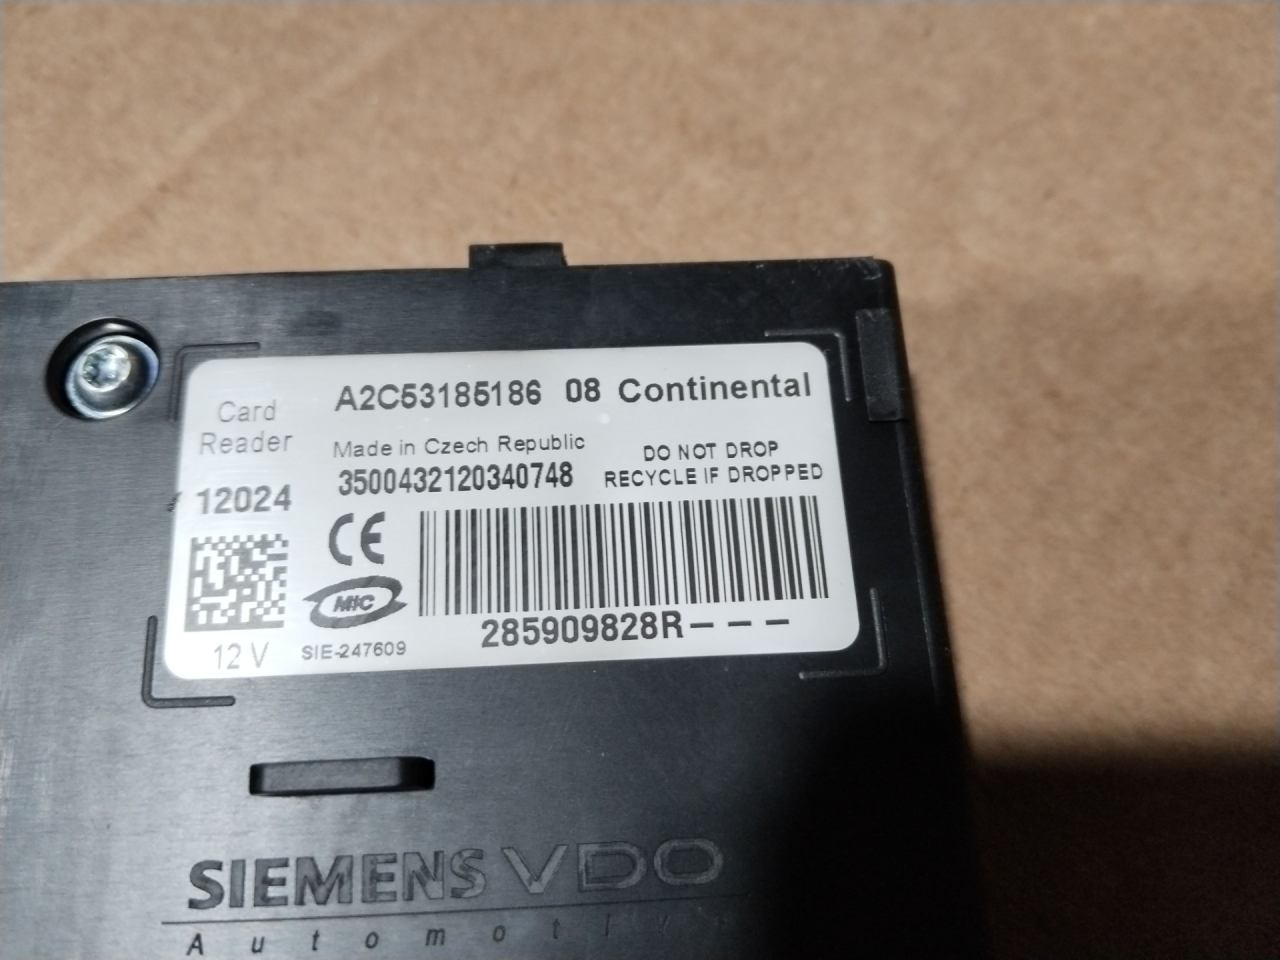 Card
Reader
12024
12 V
A2C53185186 08 Continental
Made in Czech Republic
3500432120340748
DO NOT DROP
RECYCLE IF DROPPED
CE
MIC
SIE-247609
285909828R---
SIEMENS VDO
Automotive